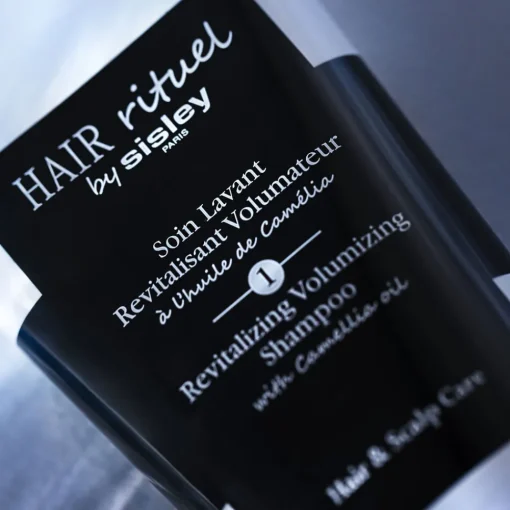 HAIR rituel
by sisley
PARIS
Soin Lavant
Revitalisant Volumateur
à L'huile de Camélia
1
Revitalizing Volumizing
Shampoo
with Camellia oil
Hair & Scalp Care